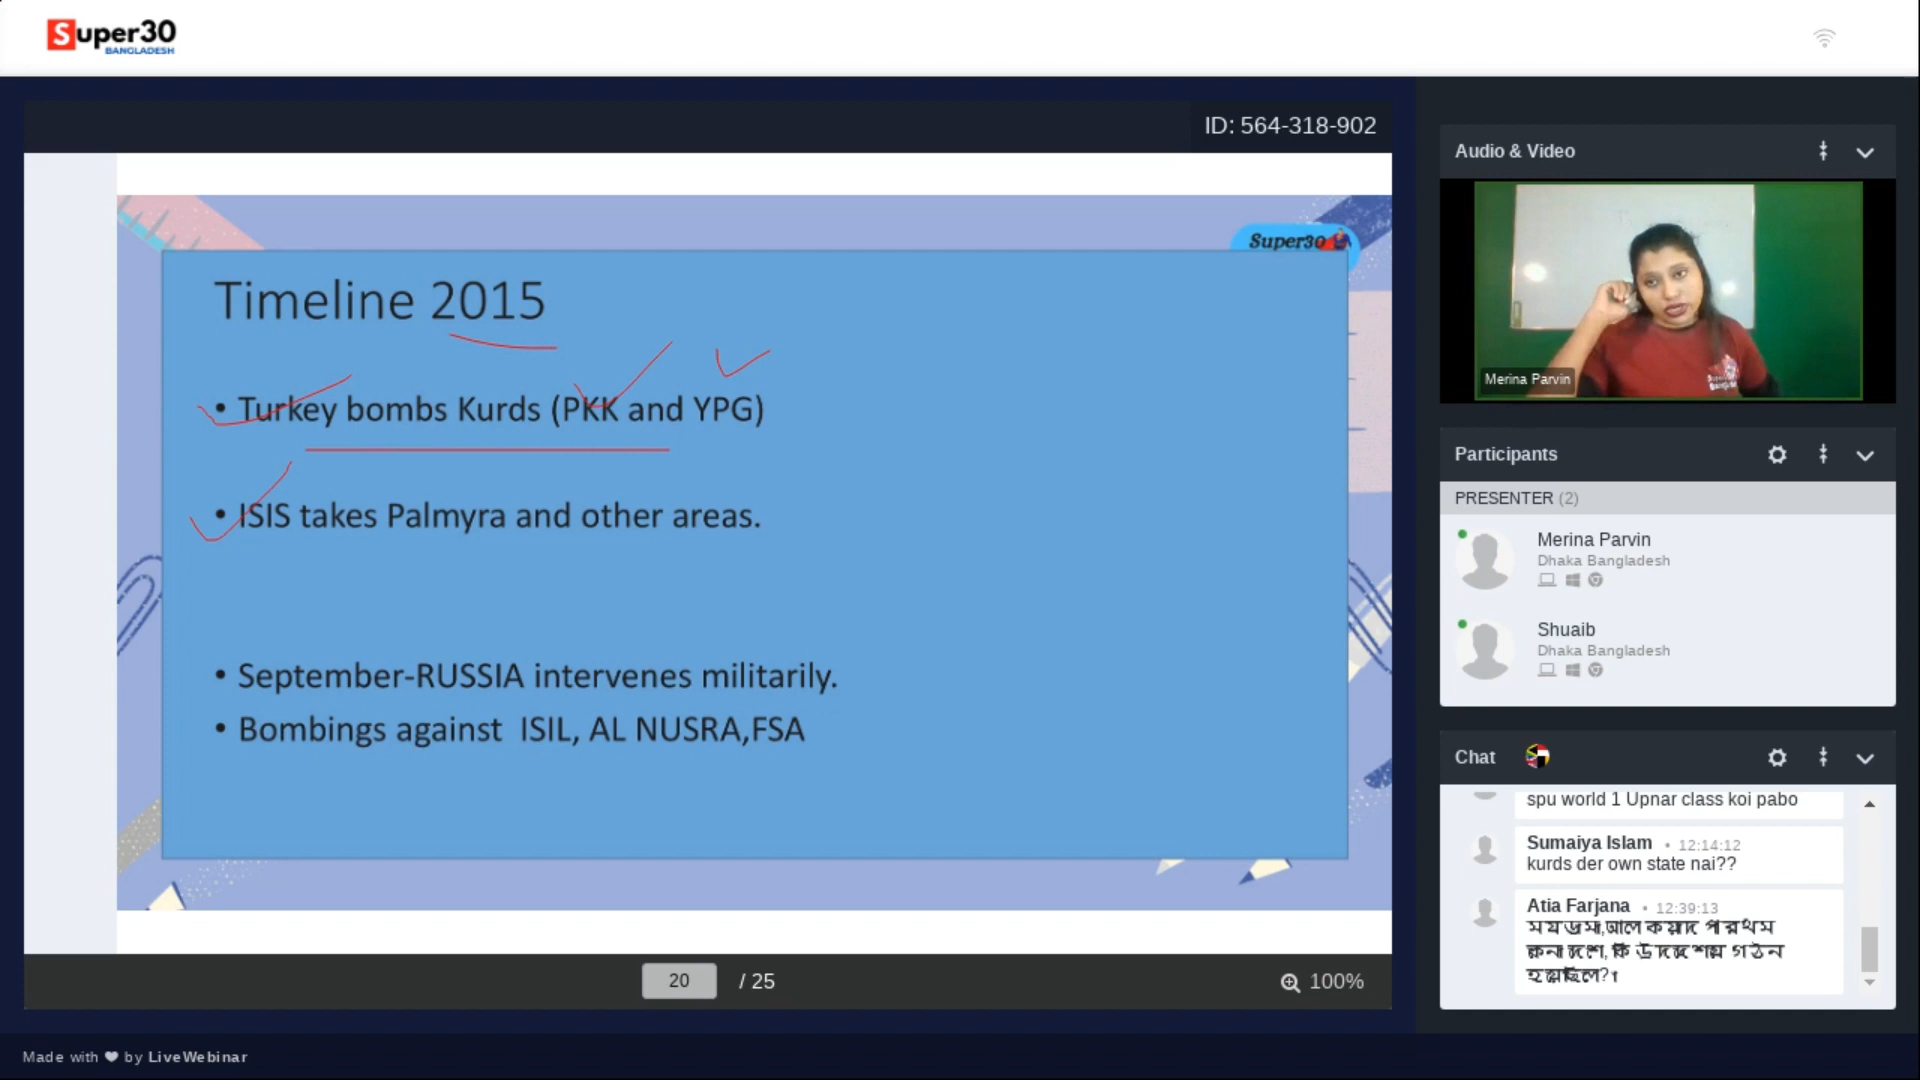 Super30
BANGLADESH
ID: 564-318-902
Super30
Timeline 2015
• Turkey bombs Kurds (PKK and YPG)
• ISIS takes Palmyra and other areas.
• September-RUSSIA intervenes militarily.
• Bombings against ISIL, AL NUSRA,FSA
20 / 25
100%
Audio & Video
Merina Parvin
Participants
PRESENTER (2)
Merina Parvin
Dhaka Bangladesh
Shuaib
Dhaka Bangladesh
Chat
spu world 1 Upnar class koi pabo
Sumaiya Islam • 12:14:12
kurds der own state nai??
Atia Farjana • 12:39:13
Made with ❤ by LiveWebinar